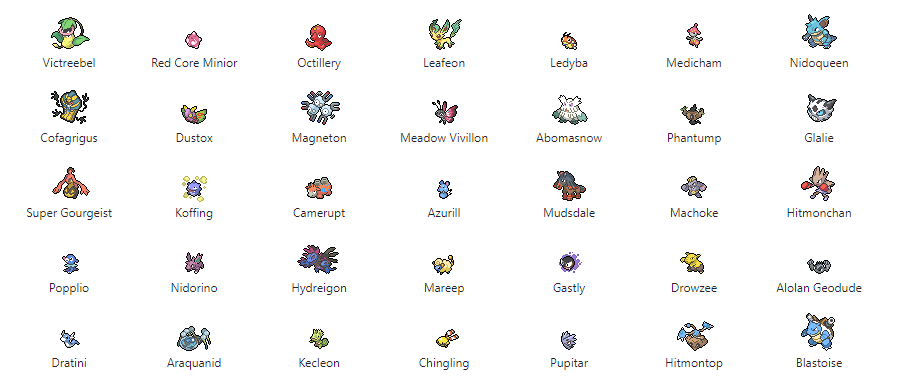 Victreebel Red Core Minior Octillery Leafeon Ledyba Medicham Nidoqueen
Cofagrigus Dustox Magneton Meadow Vivillon Abomasnow Phantump Glalie
Super Gourgeist Koffing Camerupt Azurill Mudsdale Machoke Hitmonchan
Popplio Nidorino Hydreigon Mareep Gastly Drowzee Alolan Geodude
Dratini Araquanid Kecleon Chingling Pupitar Hitmontop Blastoise